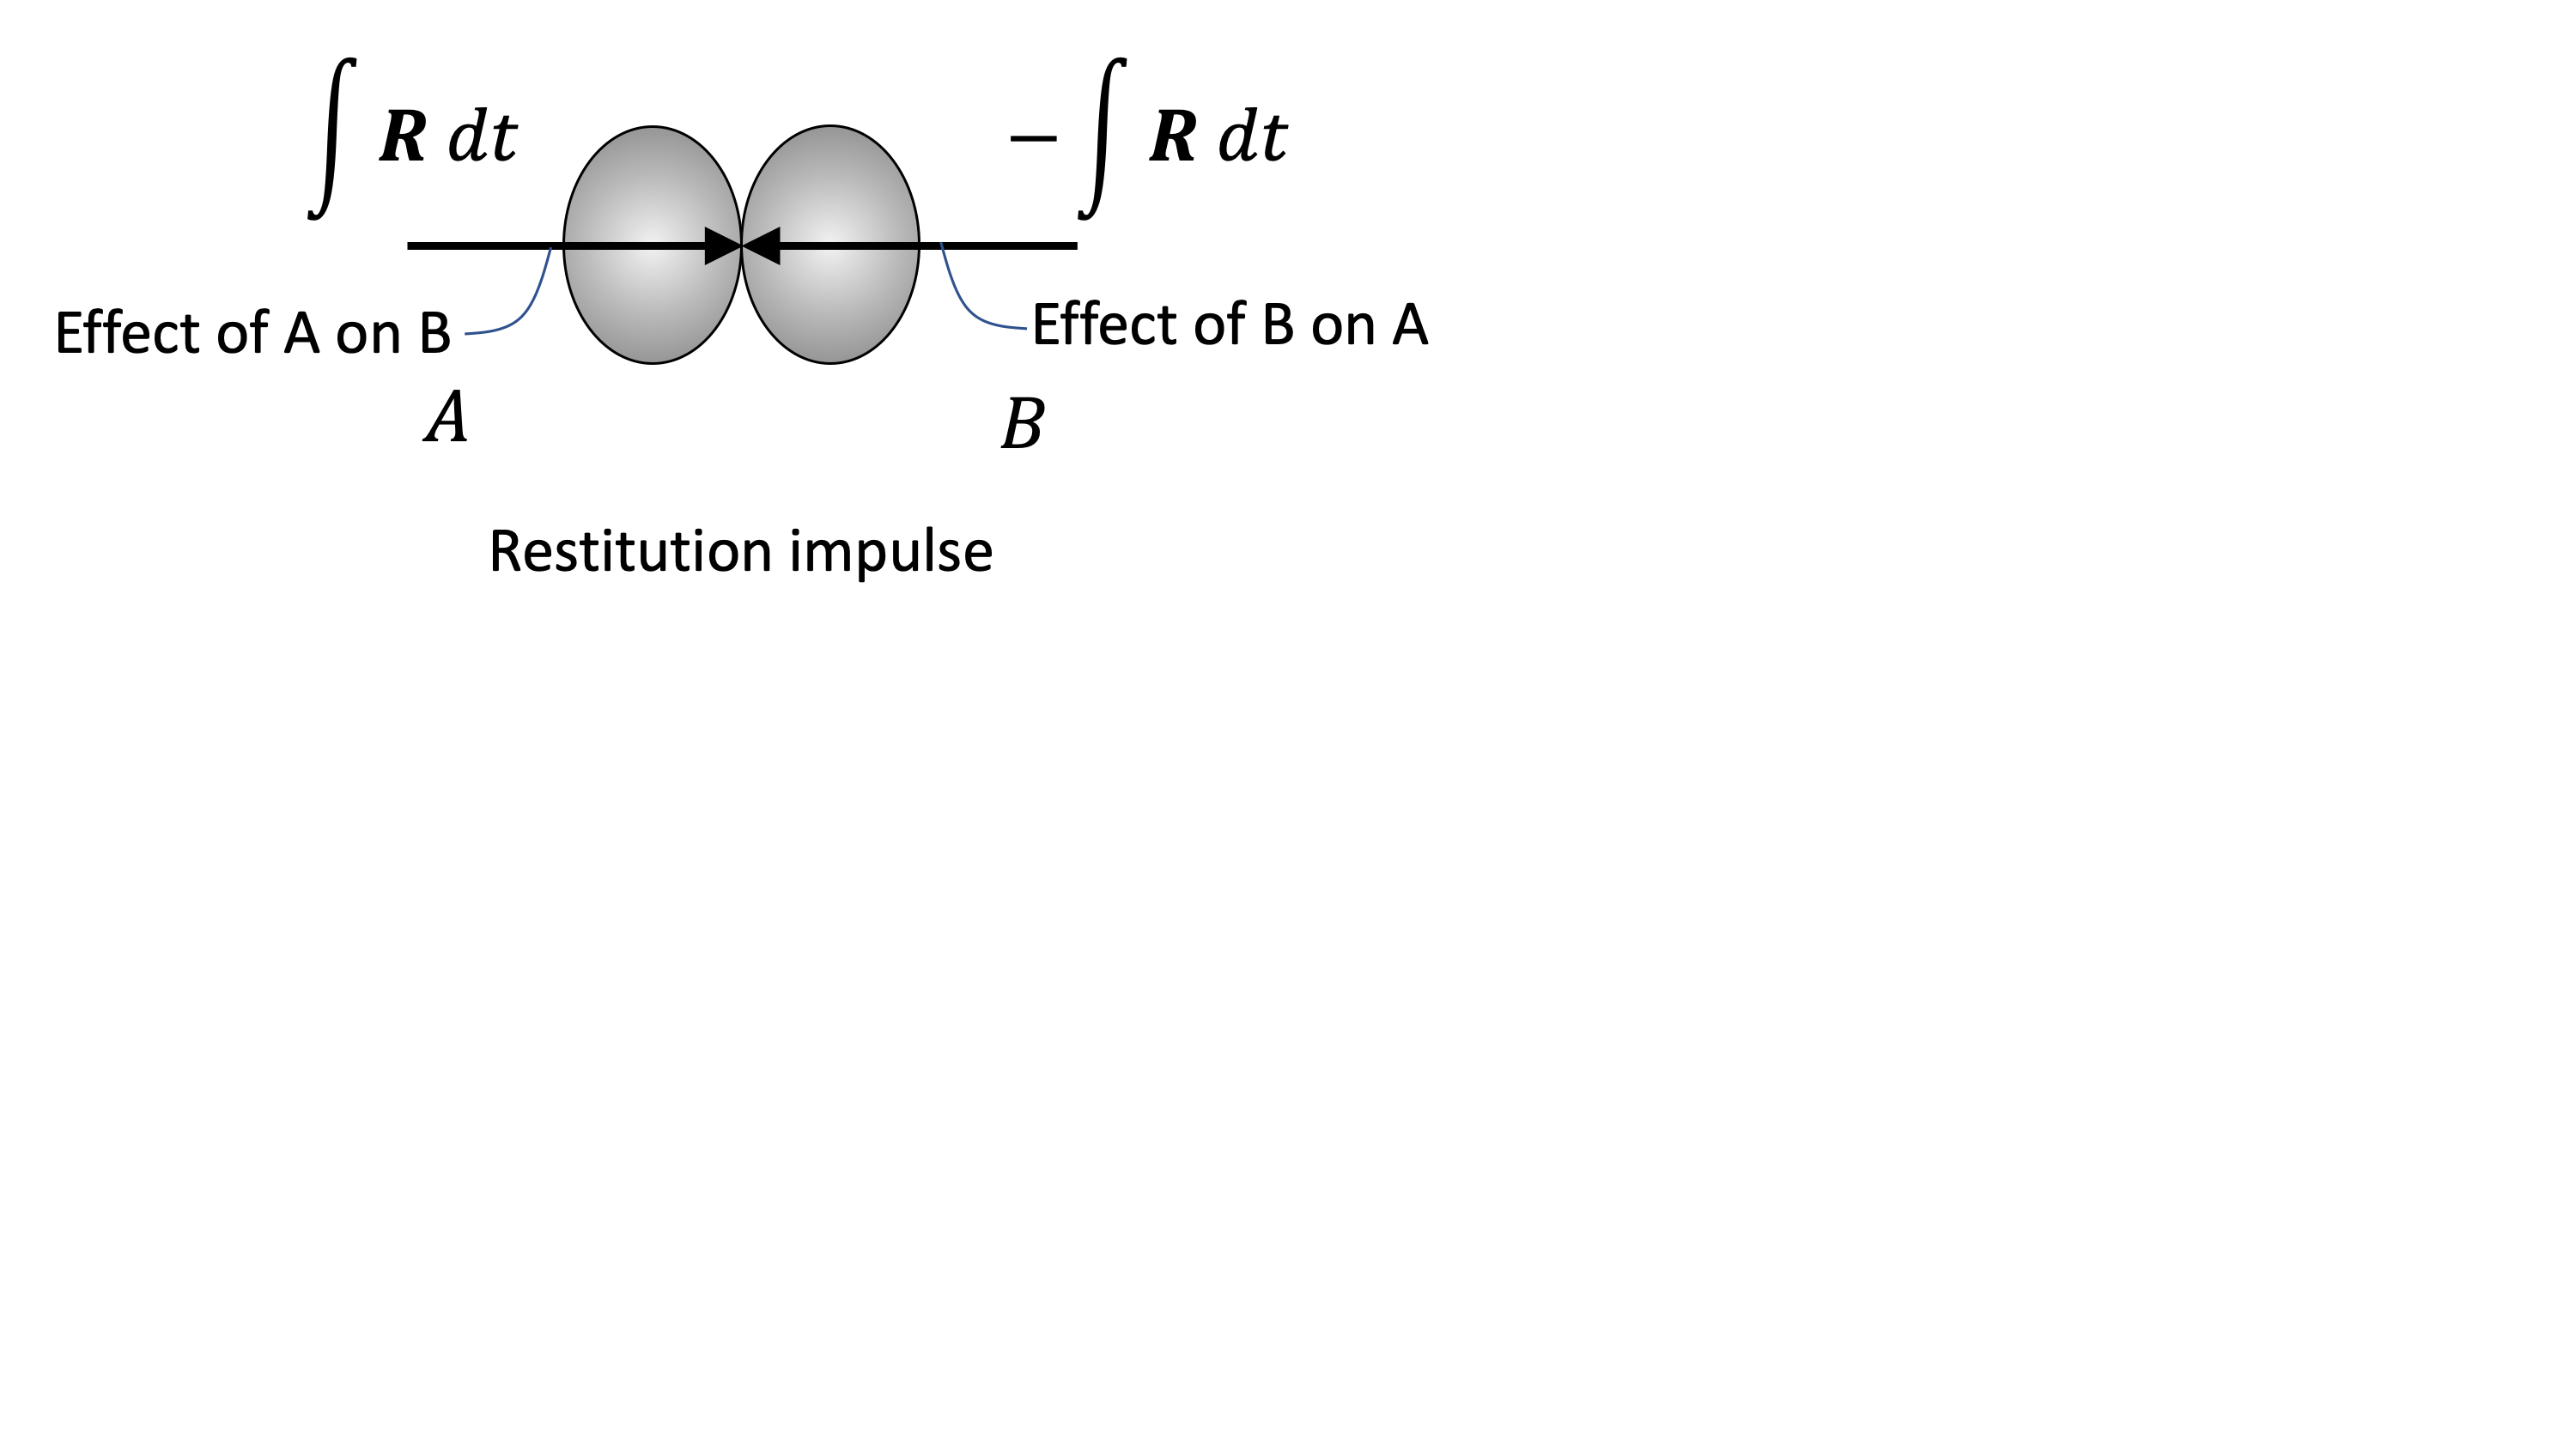 ∫ R dt
− ∫ R dt
Effect of A on B
Effect of B on A
A
B
Restitution impulse